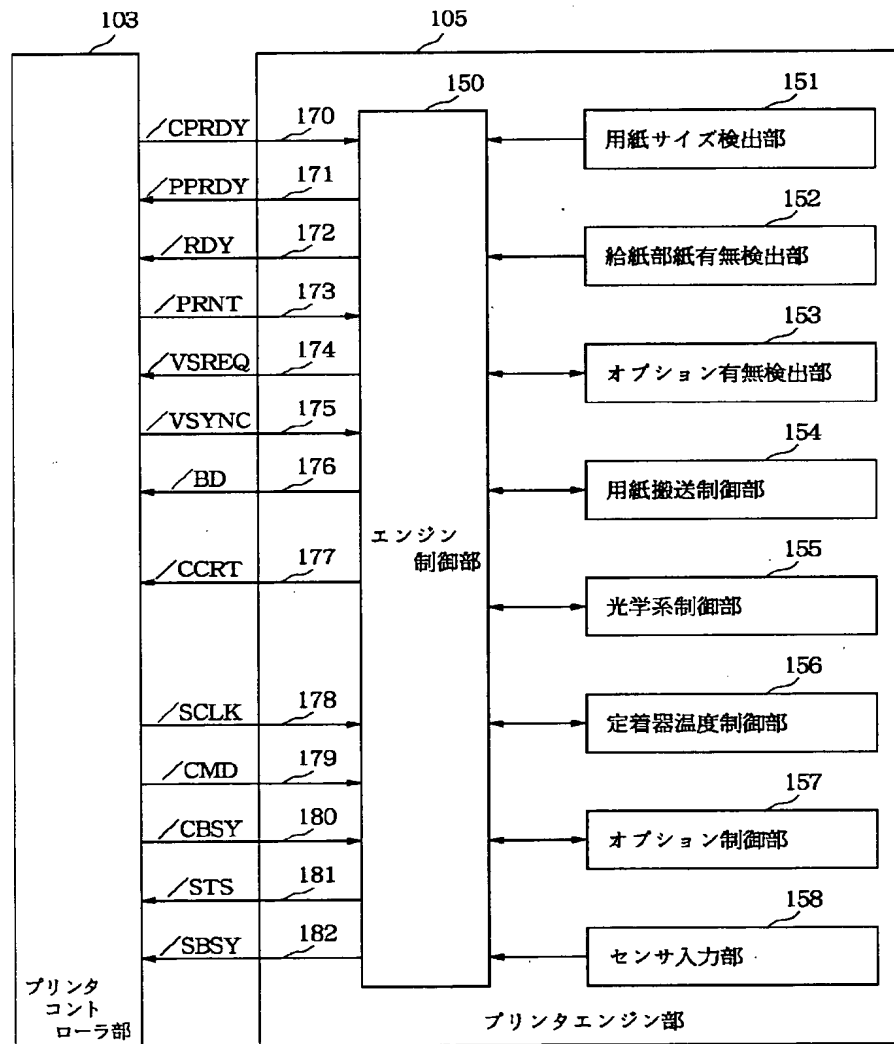 103
105
150
151
用紙サイズ検出部
/CPRDY
170
/PPRDY
171
152
給紙部紙有無検出部
/RDY
172
/PRNT
173
153
オプション有無検出部
/VSREQ
174
/VSYNC
175
154
用紙搬送制御部
/BD
176
エンジン
制御部
155
光学系制御部
/CCRT
177
156
定着器温度制御部
/SCLK
178
/CMD
179
157
オプション制御部
/CBSY
180
/STS
181
158
センサ入力部
/SBSY
182
プリンタ
コント
ローラ部
プリンタエンジン部